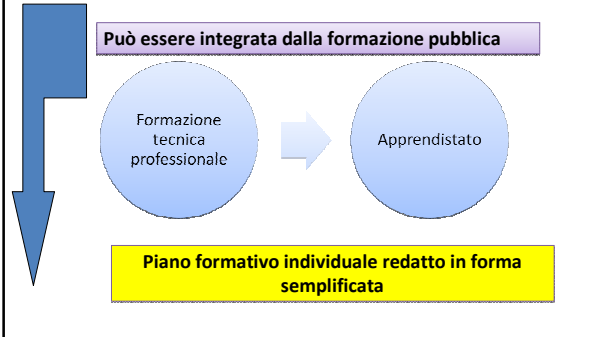 Può essere integrata dalla formazione pubblica
Formazione
tecnica
professionale
Apprendistato
Piano formativo individuale redatto in forma
semplificata